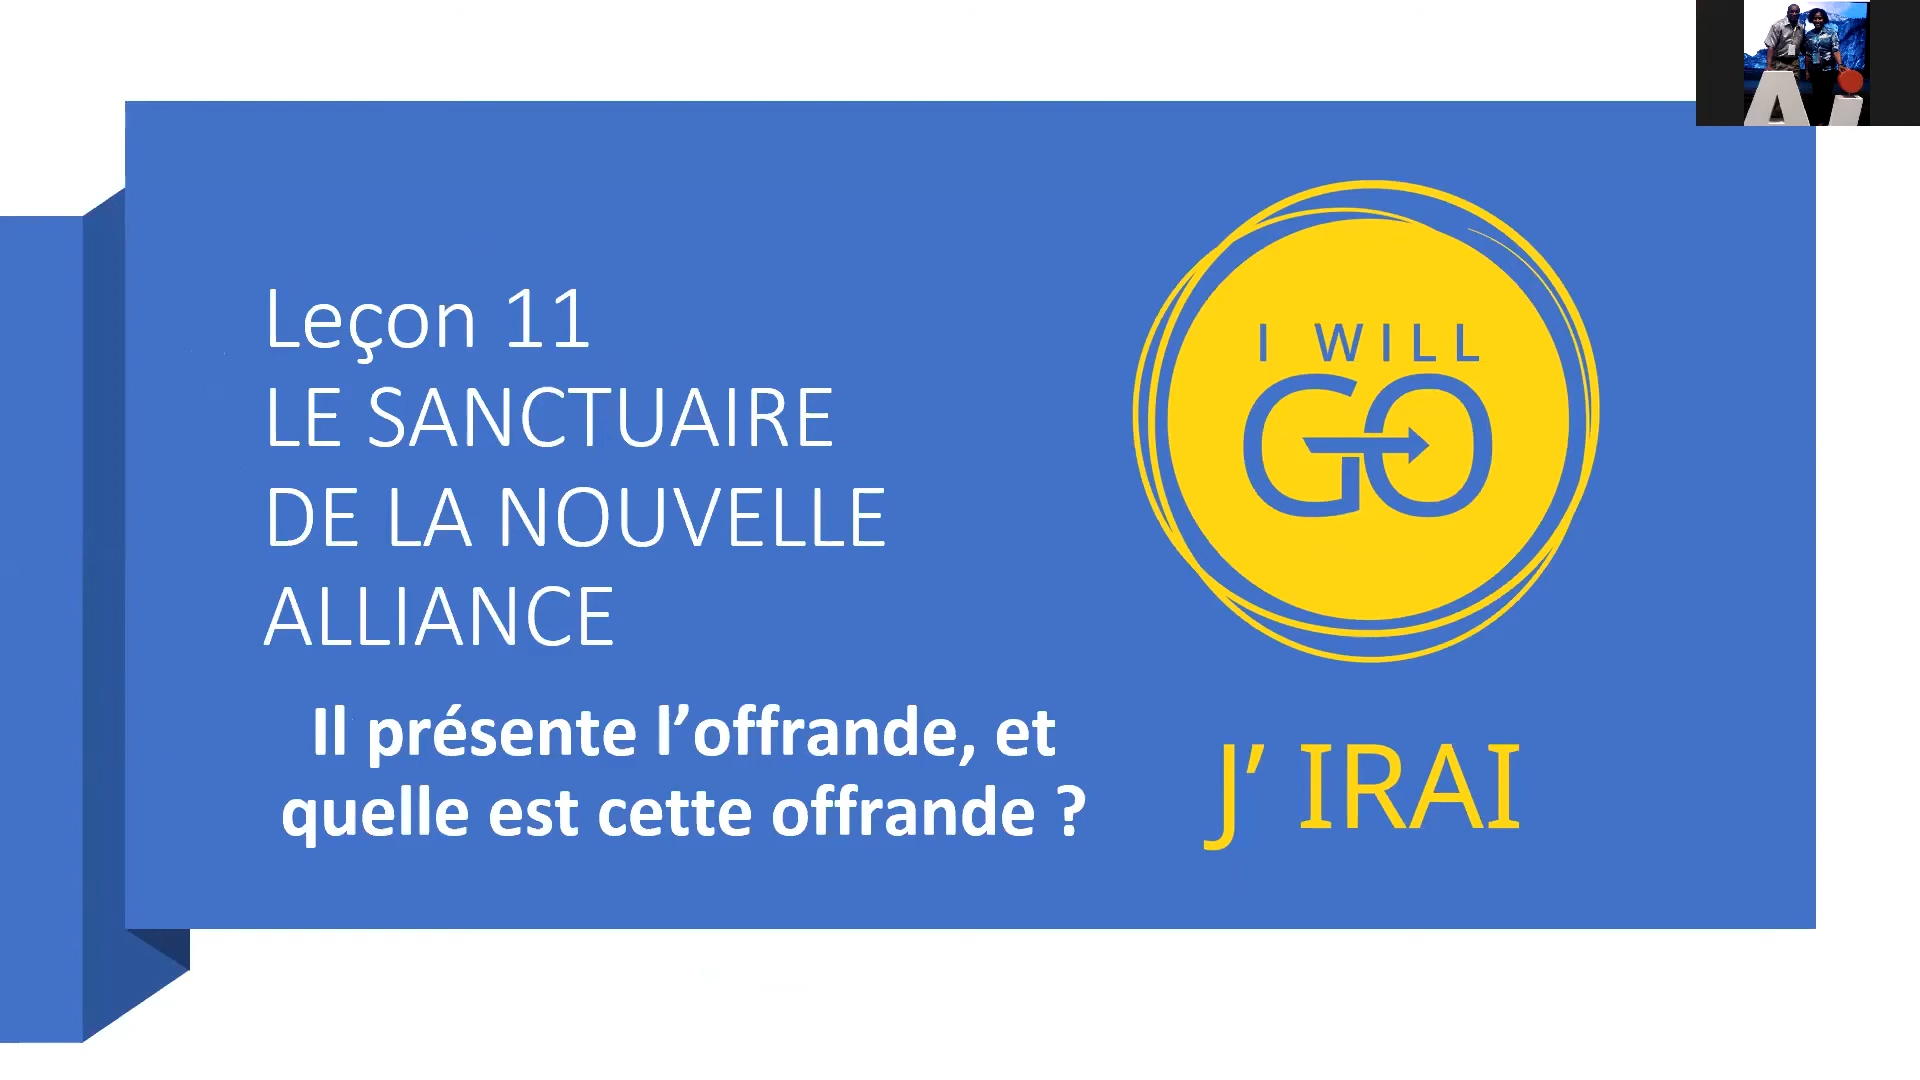 Leçon 11
LE SANCTUAIRE
DE LA NOUVELLE
ALLIANCE
Il présente l’offrande, et
quelle est cette offrande ?
I WILL
GO
J’ IRAI